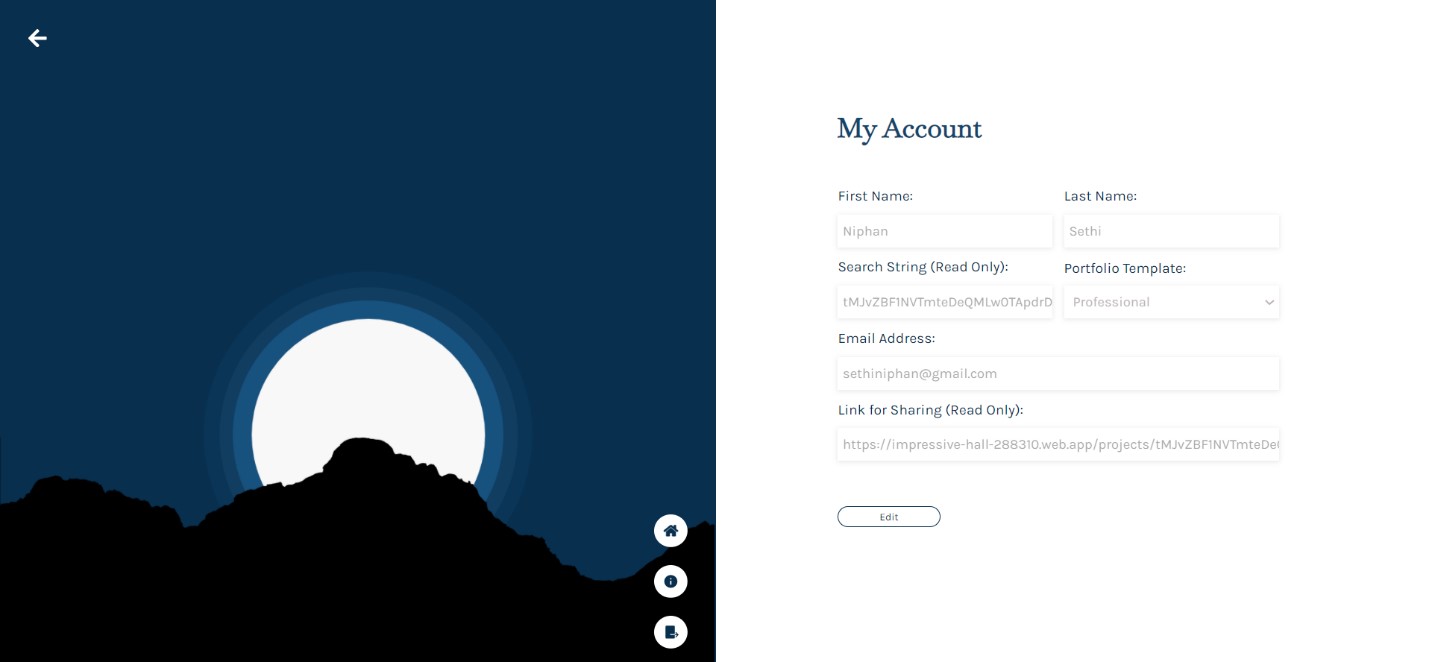 My Account
First Name: Last Name:
Niphan Sethi
Search String (Read Only): Portfolio Template:
tMJvZBF1NVTmteDeQMLw0TApdrD Professional
Email Address:
sethiniphan@gmail.com
Link for Sharing (Read Only):
https://impressive-hall-288310.web.app/projects/tMJvZBF1NVTmteDe
Edit